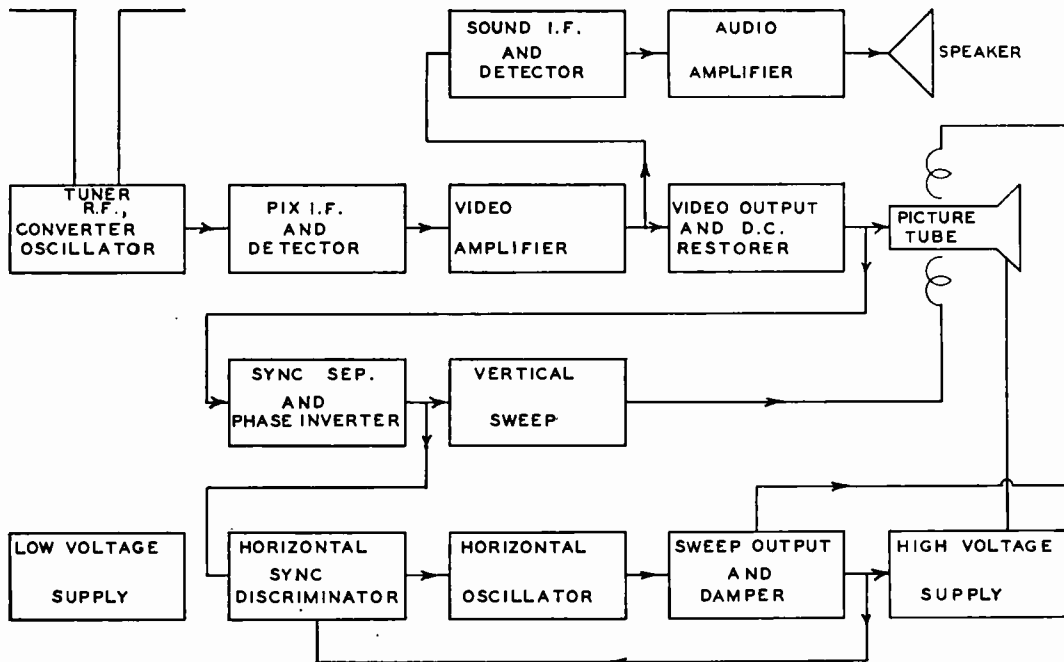 SOUND I.F.
AND
DETECTOR
AUDIO
AMPLIFIER
SPEAKER
TUNER
R.F.,
CONVERTER
OSCILLATOR
PIX I.F.
AND
DETECTOR
VIDEO
AMPLIFIER
VIDEO OUTPUT
AND D.C.
RESTORER
PICTURE
TUBE
SYNC SEP.
AND
PHASE INVERTER
VERTICAL
SWEEP
LOW VOLTAGE
SUPPLY
HORIZONTAL
SYNC
DISCRIMINATOR
HORIZONTAL
OSCILLATOR
SWEEP OUTPUT
AND
DAMPER
HIGH VOLTAGE
SUPPLY